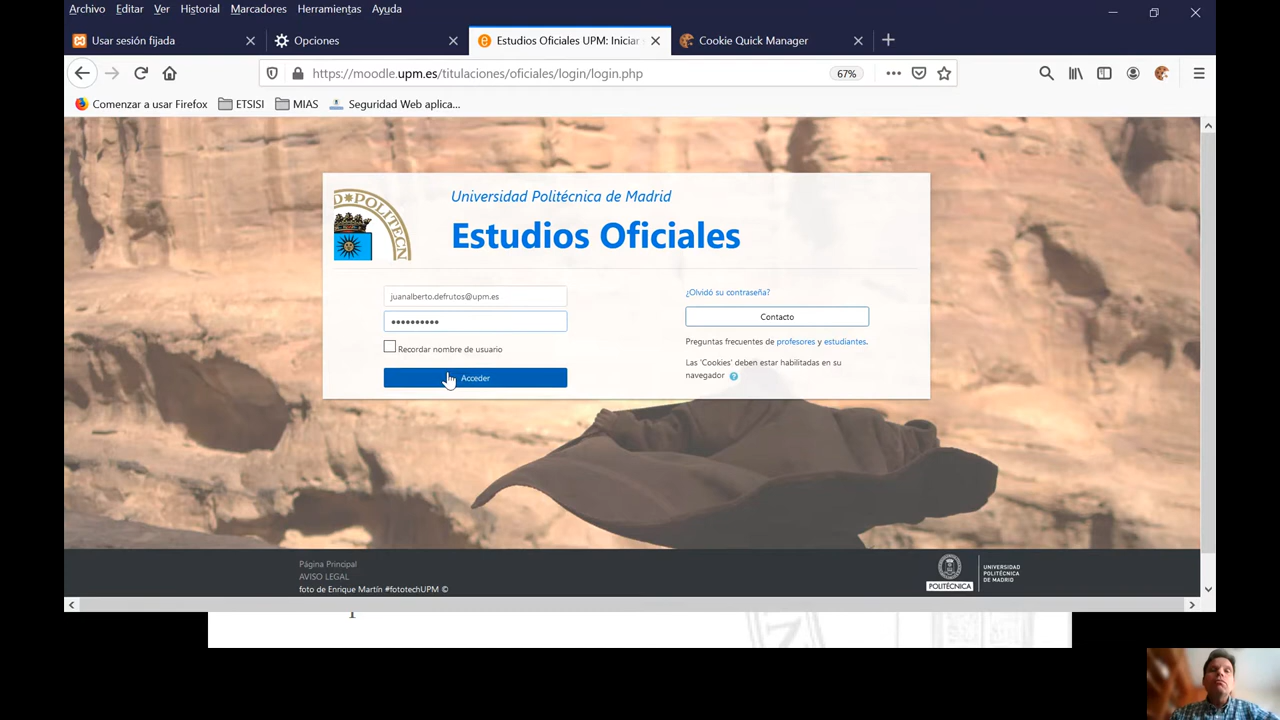 Archivo Editar Ver Historial Marcadores Herramientas Ayuda
Usar sesión fijada
Opciones
Estudios Oficiales UPM: Iniciar
Cookie Quick Manager
https://moodle.upm.es/titulaciones/oficiales/login/login.php
67%
Comenzar a usar Firefox
ETSISI
MIAS
Seguridad Web aplica...
D POLITECN
Universidad Politécnica de Madrid
Estudios Oficiales
juanalberto.defrutos@upm.es
••••••••••
Recordar nombre de usuario
Acceder
¿Olvidó su contraseña?
Contacto
Preguntas frecuentes de profesores y estudiantes.
Las 'Cookies' deben estar habilitadas en su
navegador
Página Principal
AVISO LEGAL
foto de Enrique Martín #fototechUPM ©
POLITÉCNICA
UNIVERSIDAD
POLITÉCNICA
DE MADRID